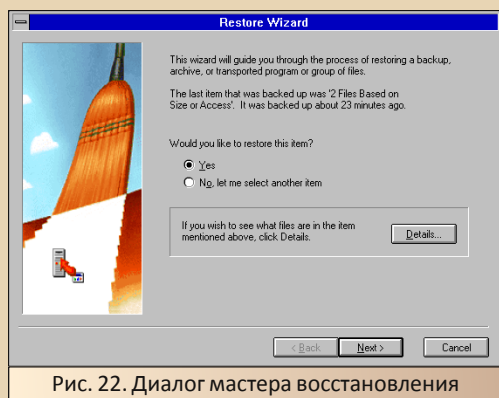 Restore Wizard
This wizard will guide you through the process of restoring a backup,
archive, or transported program or group of files.
The last item that was backed up was '2 Files Based on
Size or Access'. It was backed up about 23 minutes ago.
Would you like to restore this item?
Yes
No, let me select another item
If you wish to see what files are in the item
mentioned above, click Details.
Details...
< Back
Next >
Cancel
Рис. 22. Диалог мастера восстановления